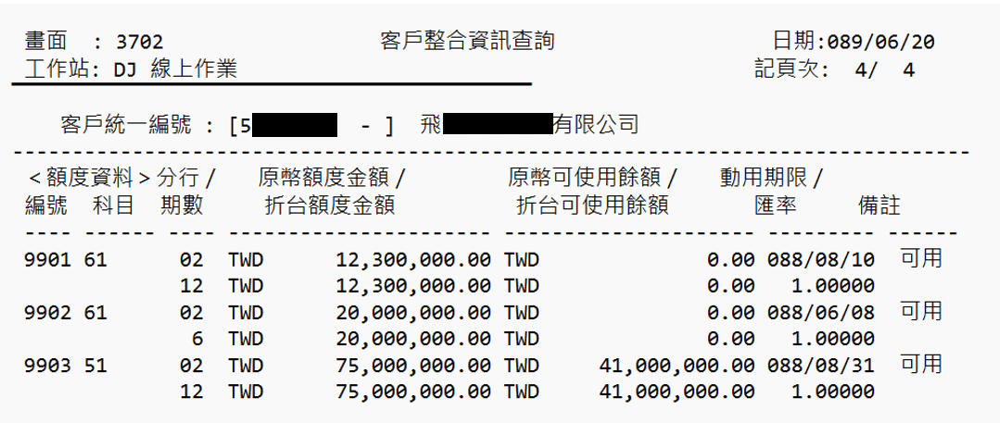 畫面 : 3702 客戶整合資訊查詢 日期:089/06/20
工作站: DJ 線上作業 記頁次: 4/ 4
客戶統一編號 : [5 - ] 飛 有限公司
--------------------------------------------------------------------------------
<額度資料>分行/ 原幣額度金額/ 原幣可使用餘額/ 動用期限/
編號 科目 期數 折台額度金額 折台可使用餘額 匯率 備註
---- ------ ---- ---------------------- --------------------- --------- ------
9901 61 02 TWD 12,300,000.00 TWD 0.00 088/08/10 可用
12 TWD 12,300,000.00 TWD 0.00 1.00000
9902 61 02 TWD 20,000,000.00 TWD 0.00 088/06/08 可用
6 TWD 20,000,000.00 TWD 0.00 1.00000
9903 51 02 TWD 75,000,000.00 TWD 41,000,000.00 088/08/31 可用
12 TWD 75,000,000.00 TWD 41,000,000.00 1.00000